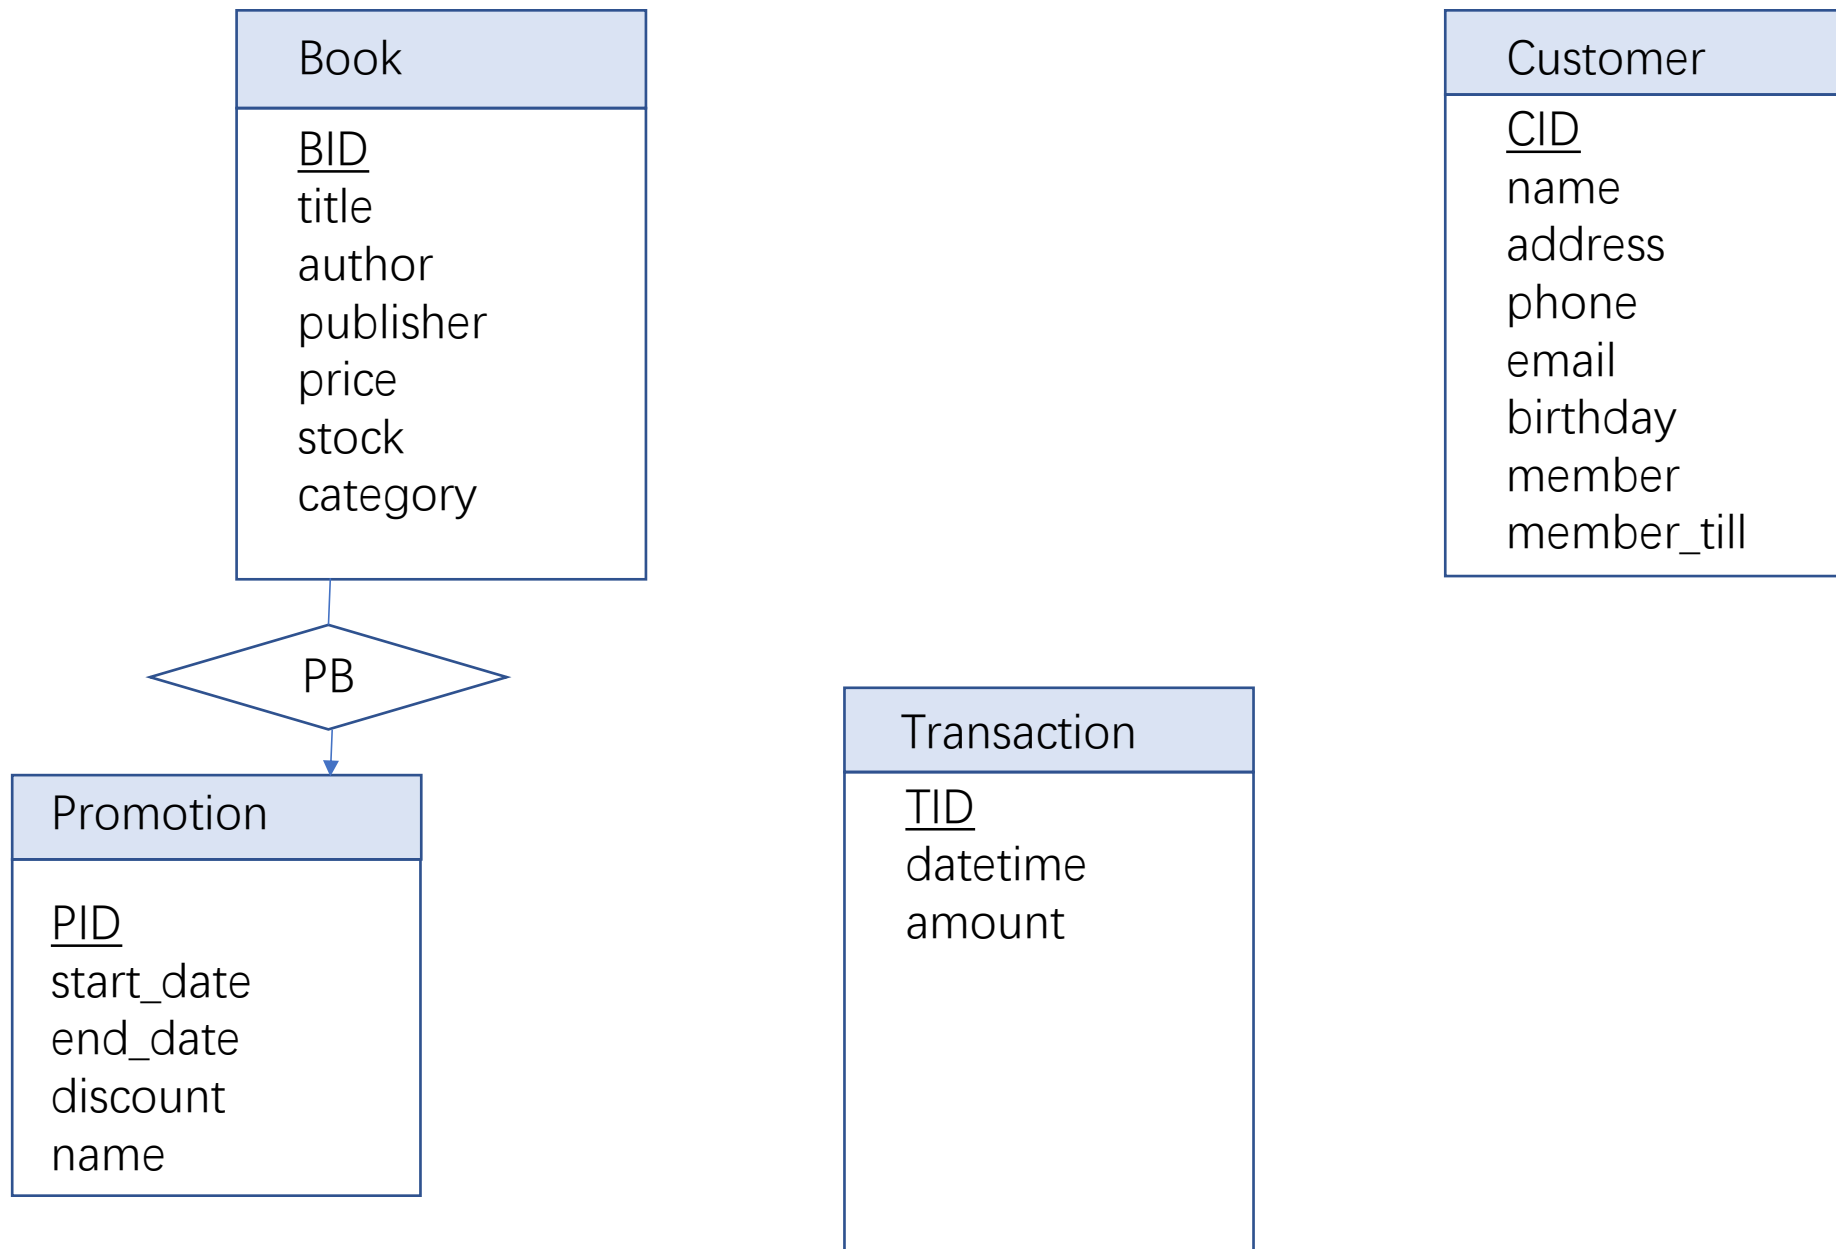 Book
BID
title
author
publisher
price
stock
category
PB
Promotion
PID
start_date
end_date
discount
name
Transaction
TID
datetime
amount
Customer
CID
name
address
phone
email
birthday
member
member_till